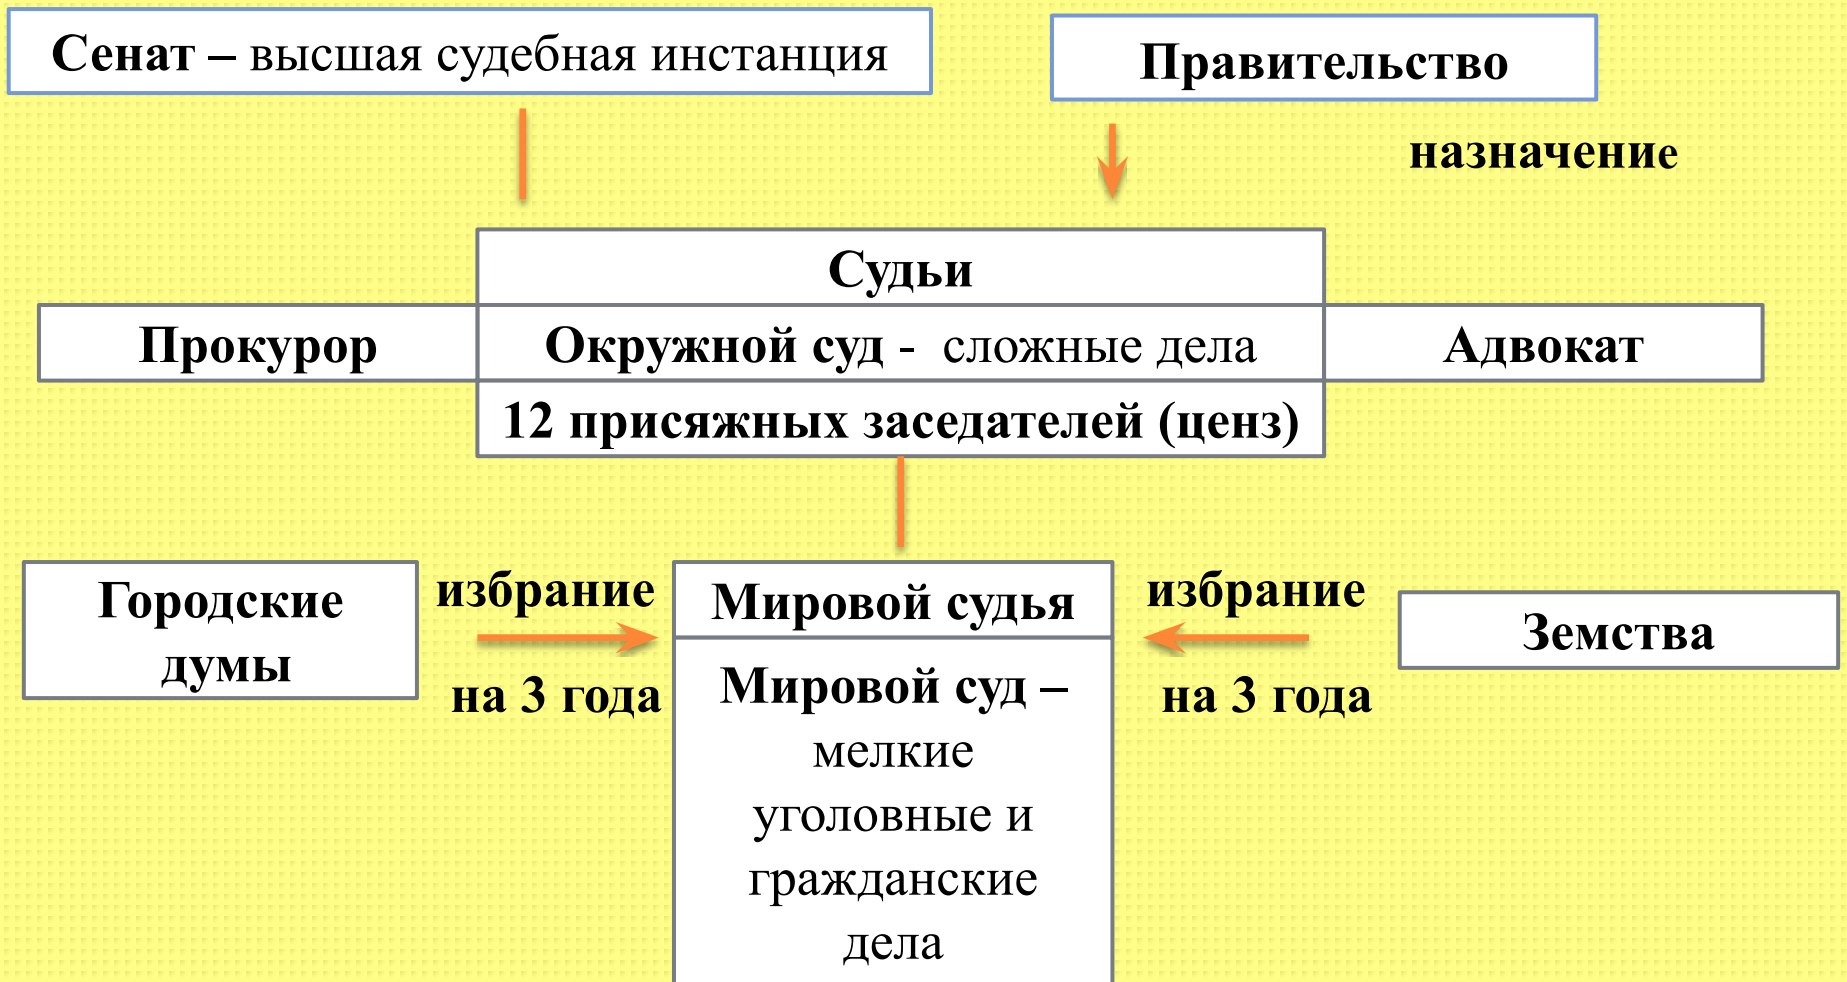 Сенат – высшая судебная инстанция
Правительство
назначение
Судьи
Прокурор
Окружной суд - сложные дела
Адвокат
12 присяжных заседателей (ценз)
Городские
думы
избрание
на 3 года
Мировой судья
Мировой суд –
мелкие
уголовные и
гражданские
дела
избрание
на 3 года
Земства